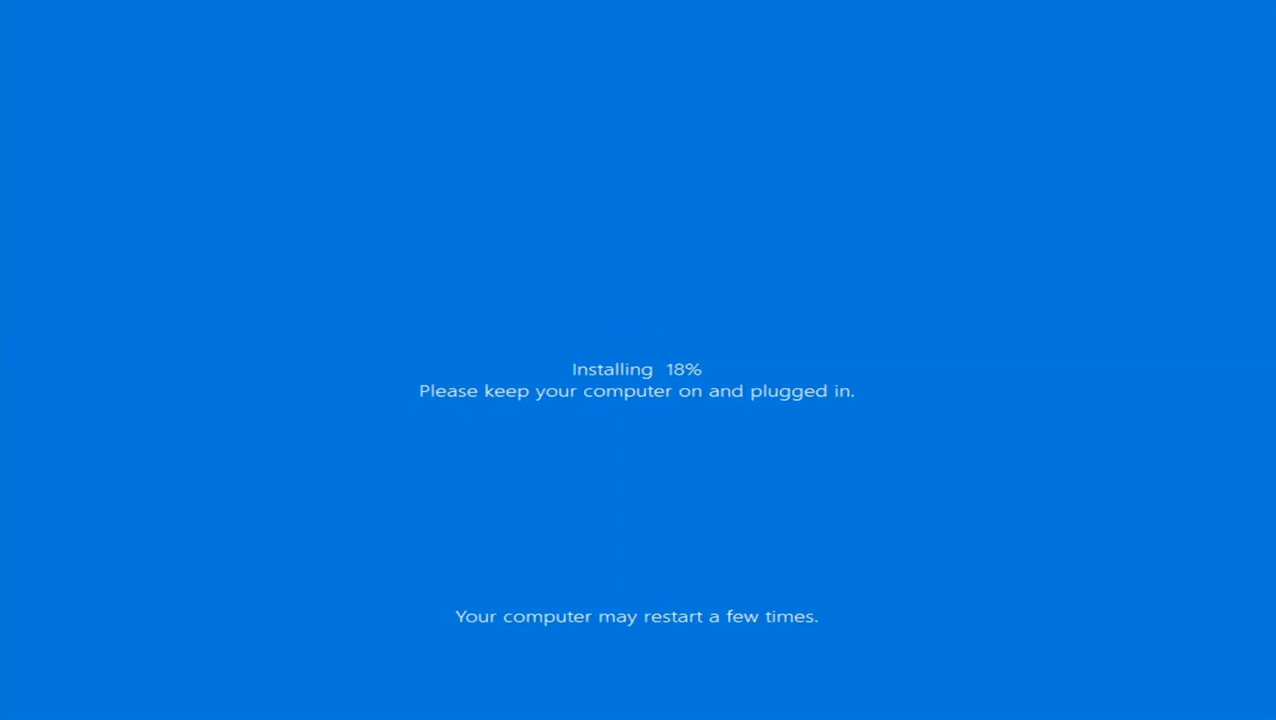 Installing 18%
Please keep your computer on and plugged in.
Your computer may restart a few times.